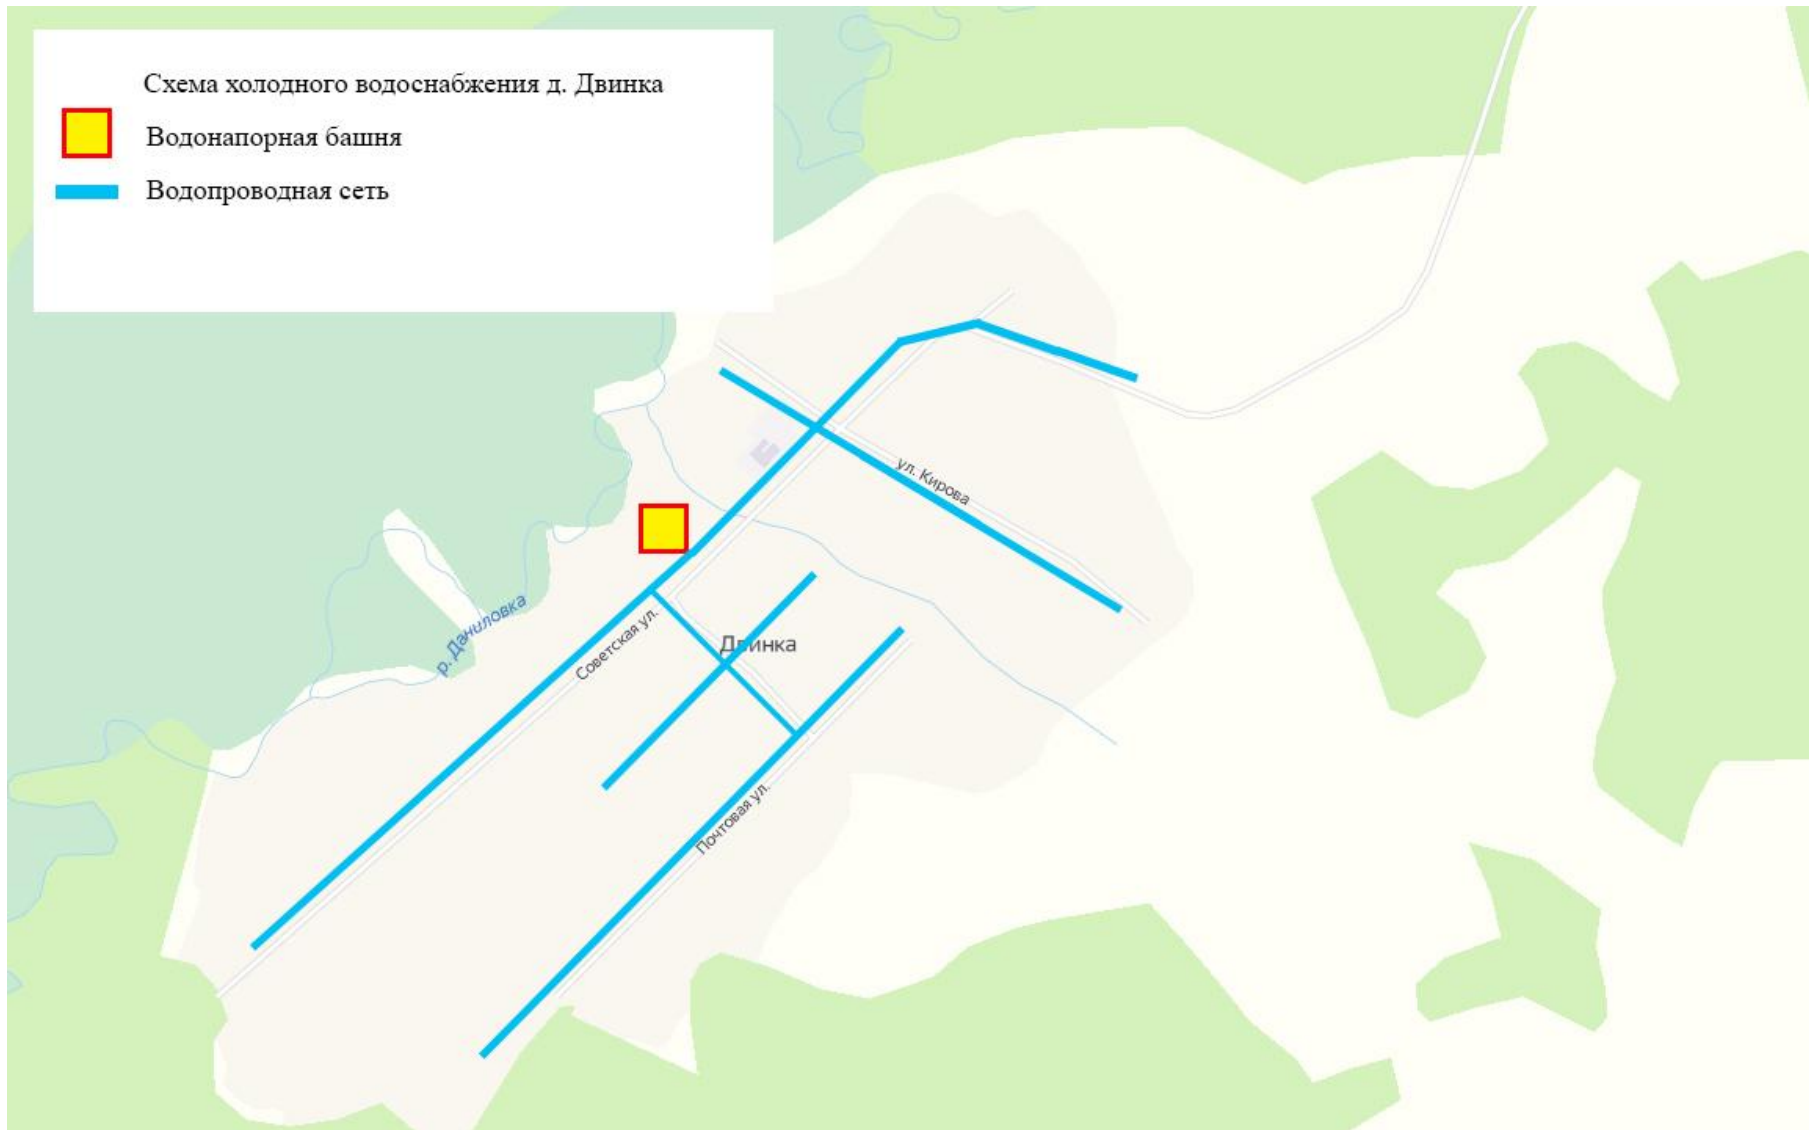 Схема холодного водоснабжения д. Двинка
Водонапорная башня
Водопроводная сеть
ул. Кирова
р. Даниловка
Советская ул.
Двинка
Почтовая ул.